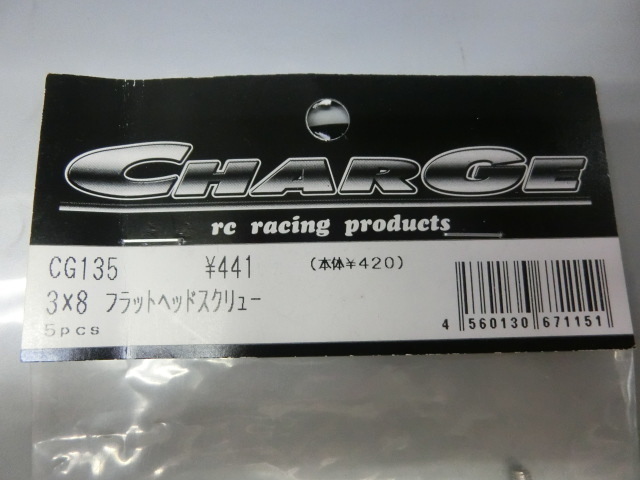 CHARGE
rc racing products
CG135 ¥441 (本体¥420)
3×8 フラットヘッドスクリュー
5pcs
4 560130 671151